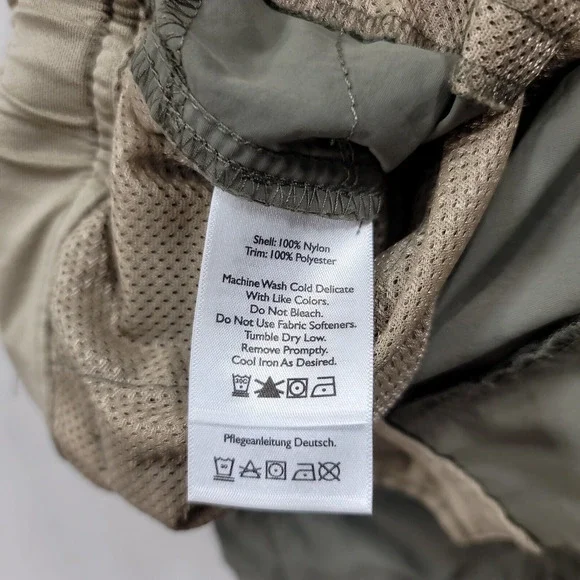 Shell: 100% Nylon
Trim: 100% Polyester
Machine Wash Cold Delicate
With Like Colors.
Do Not Bleach.
Do Not Use Fabric Softeners.
Tumble Dry Low.
Remove Promptly.
Cool Iron As Desired.
30C
Pflegeanleitung Deutsch.